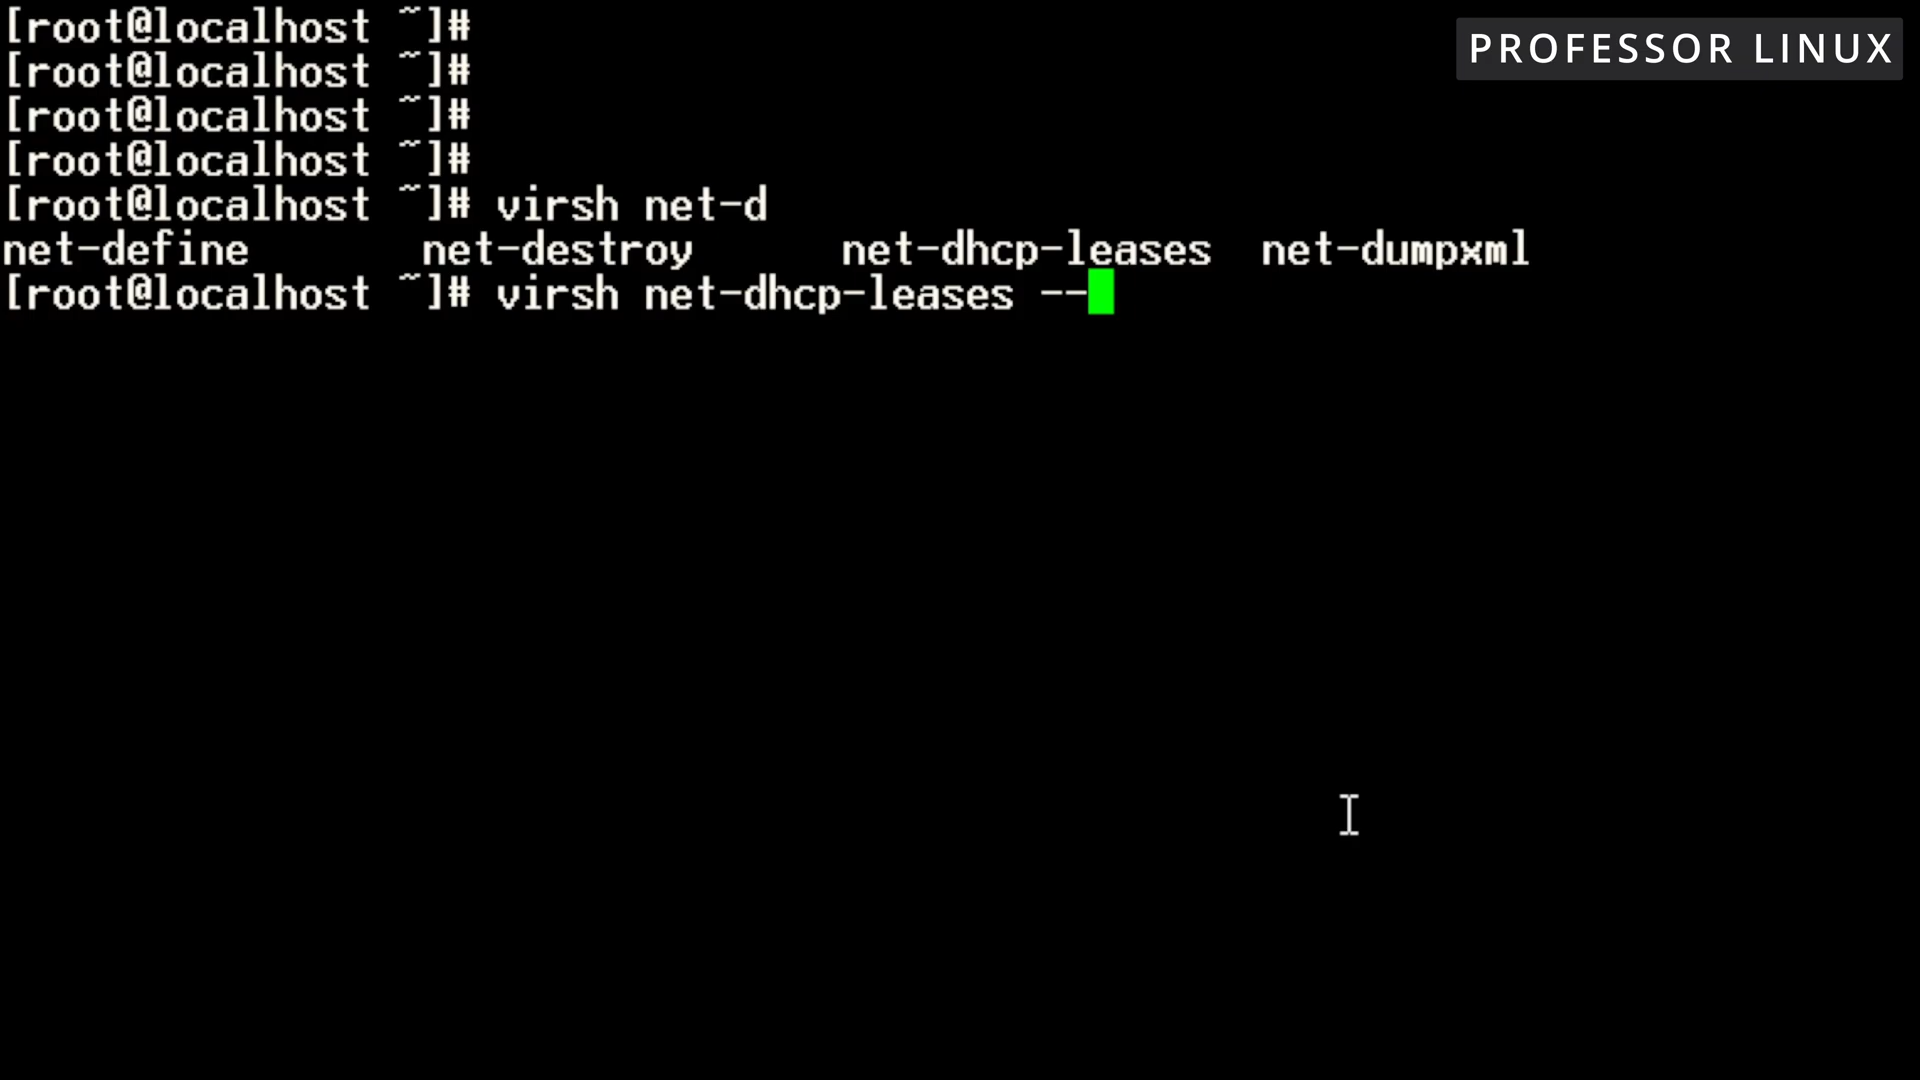 [root@localhost ~]#
PROFESSOR LINUX
[root@localhost ~]#
[root@localhost ~]#
[root@localhost ~]#
[root@localhost ~]# virsh net-d
net-define net-destroy net-dhcp-leases net-dumpxml
[root@localhost ~]# virsh net-dhcp-leases --